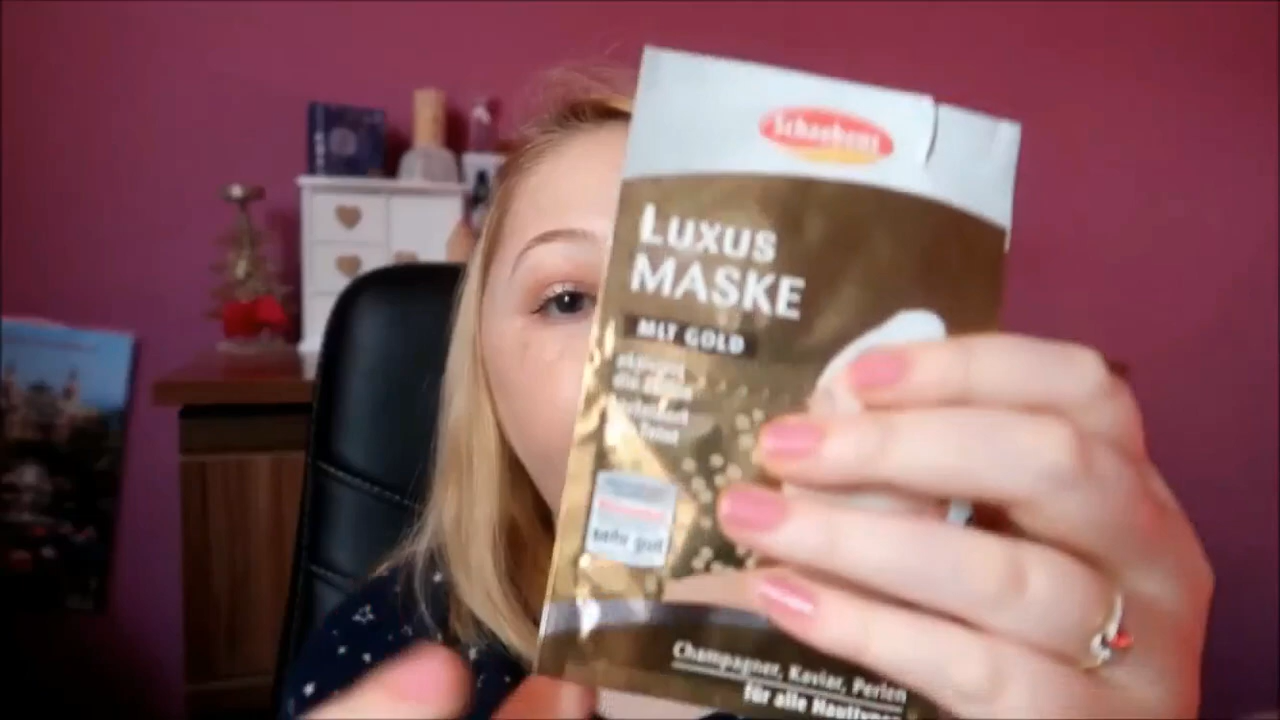 Schaebens
LUXUS
MASKE
MIT GOLD
sehr gut
Champagner, Kaviar, Perlen
für alle Hauttypen